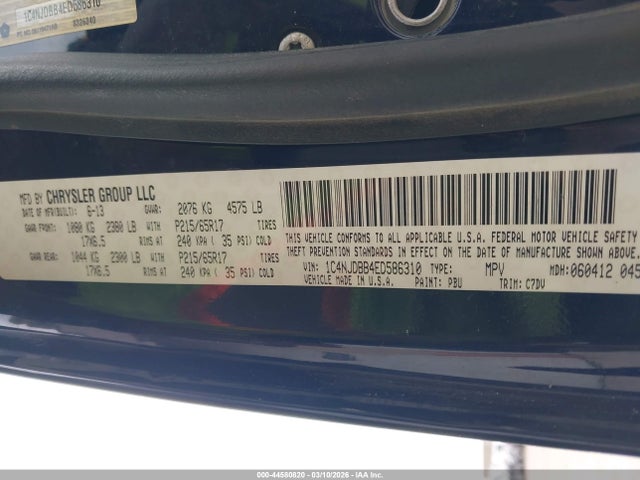 1C4NJDBB4ED586310
MFD BY CHRYSLER GROUP LLC
DATE OF MFR(BUILT): 6-13 GVWR: 2076 KG 4575 LB
GAWR FRONT: 1080 KG 2380 LB P215/65R17 TIRES
17X6.5 RIMS AT 240 KPA ( 35 PSI) COLD
GAWR REAR: 1044 KG 2300 LB P215/65R17 TIRES
17X6.5 RIMS AT 240 KPA ( 35 PSI) COLD
THIS VEHICLE CONFORMS TO ALL APPLICABLE U.S.A. FEDERAL MOTOR VEHICLE
THEFT PREVENTION STANDARDS IN EFFECT ON THE DATE OF MANUFACTURE SHOWN ABOVE.
VIN: 1C4NJDBB4ED586310 TYPE: MPV MDH:060412 045
VEHICLE MADE IN U.S.A. PAINT: PBU TRIM: C7DV
000-44580820 - 03/10/2026 - IAA Inc.